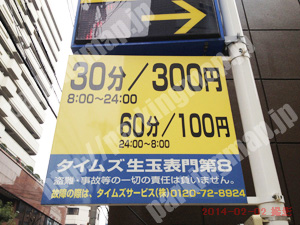 30分/300円
8:00~24:00
60分/100円
24:00~8:00
タイムズ生玉表門第8
盗難・事故等の一切の責任は負いません。
故障の際は、タイムズサービス(株)0120-72-8924